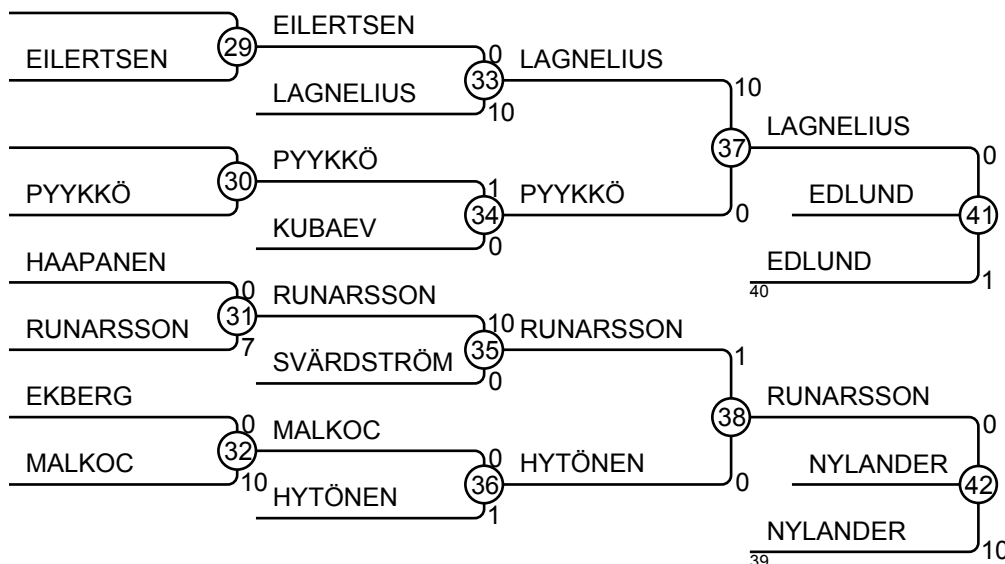 EILERTSEN
29
EILERTSEN
0
LAGNELIUS
33
10
EILERTSEN
LAGNELIUS
10
37
LAGNELIUS
0
PYYKKÖ
30
PYYKKÖ
1
PYYKKÖ
34
EDLUND
41
KUBAEV
0
0
HAAPANEN
EDLUND
1
40
0
RUNARSSON
31
10
RUNARSSON
RUNARSSON
7
35
1
SVÄRDSTRÖM
0
EKBERG
RUNARSSON
38
0
0
MALKOC
32
0
HYTÖNEN
NYLANDER
MALKOC
10
36
0
42
HYTÖNEN
1
NYLANDER
10
39